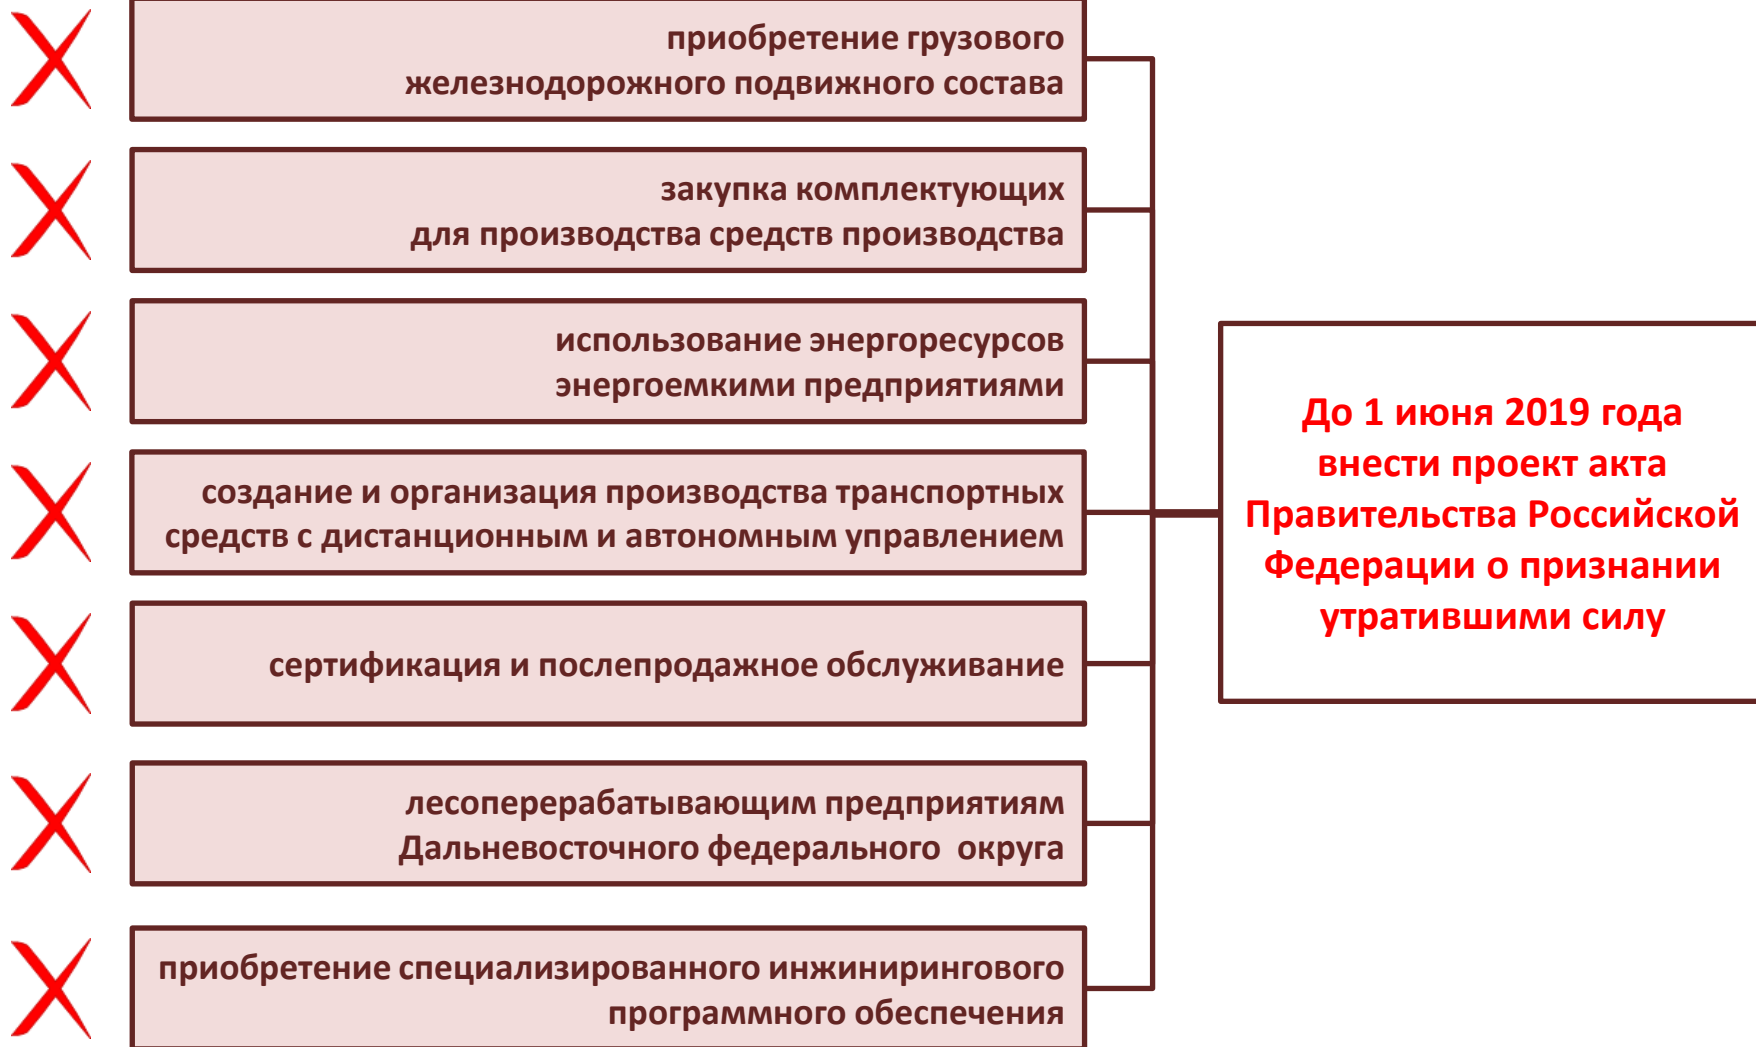 приобретение грузового
железнодорожного подвижного состава
закупка комплектующих
для производства средств производства
использование энергоресурсов
энергоемкими предприятиями
создание и организация производства транспортных
средств с дистанционным и автономным управлением
сертификация и послепродажное обслуживание
лесоперерабатывающим предприятиям
Дальневосточного федерального округа
приобретение специализированного инжинирингового
программного обеспечения
До 1 июня 2019 года
внести проект акта
Правительства Российской
Федерации о признании
утратившими силу